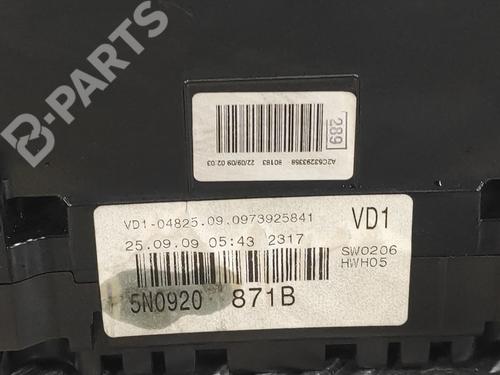 B-PARTS
289
A2C53293358 80183 22/09/09 02:03
VD1-04825.09.0973925841
VD1
25.09.09 05:43 2317
SW0206
HWH05
5N0920 871B